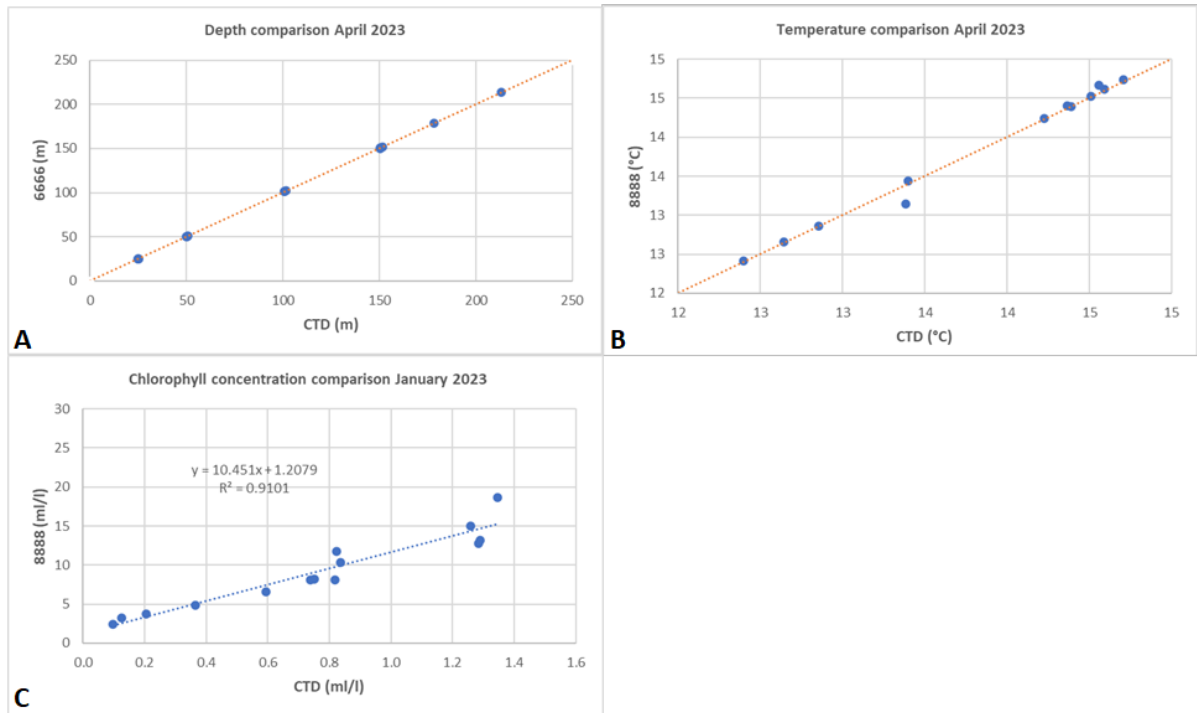 Depth comparison April 2023
250
200
150
100
50
0
6666 (m)
0 50 100 150 200 250
CTD (m)
A
Temperature comparison April 2023
15
15
14
14
13
13
12
8888 (°C)
12 13 13 14 14 15 15
CTD (°C)
B
Chlorophyll concentration comparison January 2023
30
25
20
15
10
5
0
8888 (ml/l)
y = 10.451x + 1.2079
R² = 0.9101
0.0 0.2 0.4 0.6 0.8 1.0 1.2 1.4 1.6
CTD (ml/l)
C